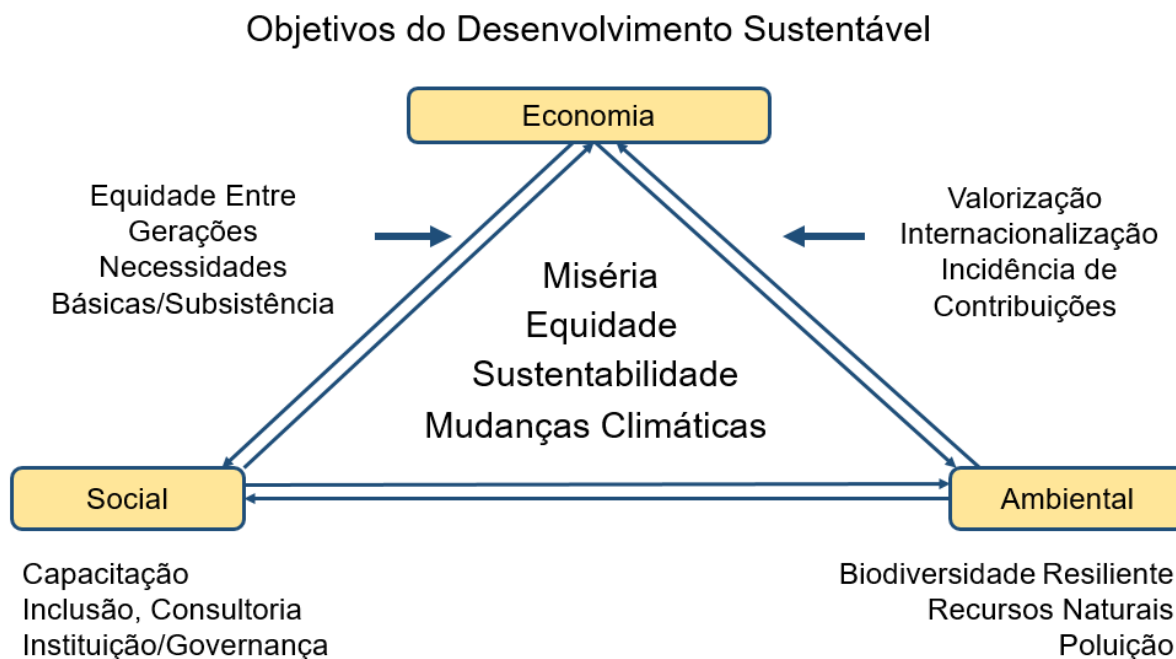 Objetivos do Desenvolvimento Sustentável
Economia
Equidade Entre
Gerações
Necessidades
Básicas/Subsistência
Valorização
Internacionalização
Incidência de
Contribuições
Miséria
Equidade
Sustentabilidade
Mudanças Climáticas
Social
Ambiental
Capacitação
Inclusão, Consultoria
Instituição/Governança
Biodiversidade Resiliente
Recursos Naturais
Poluição